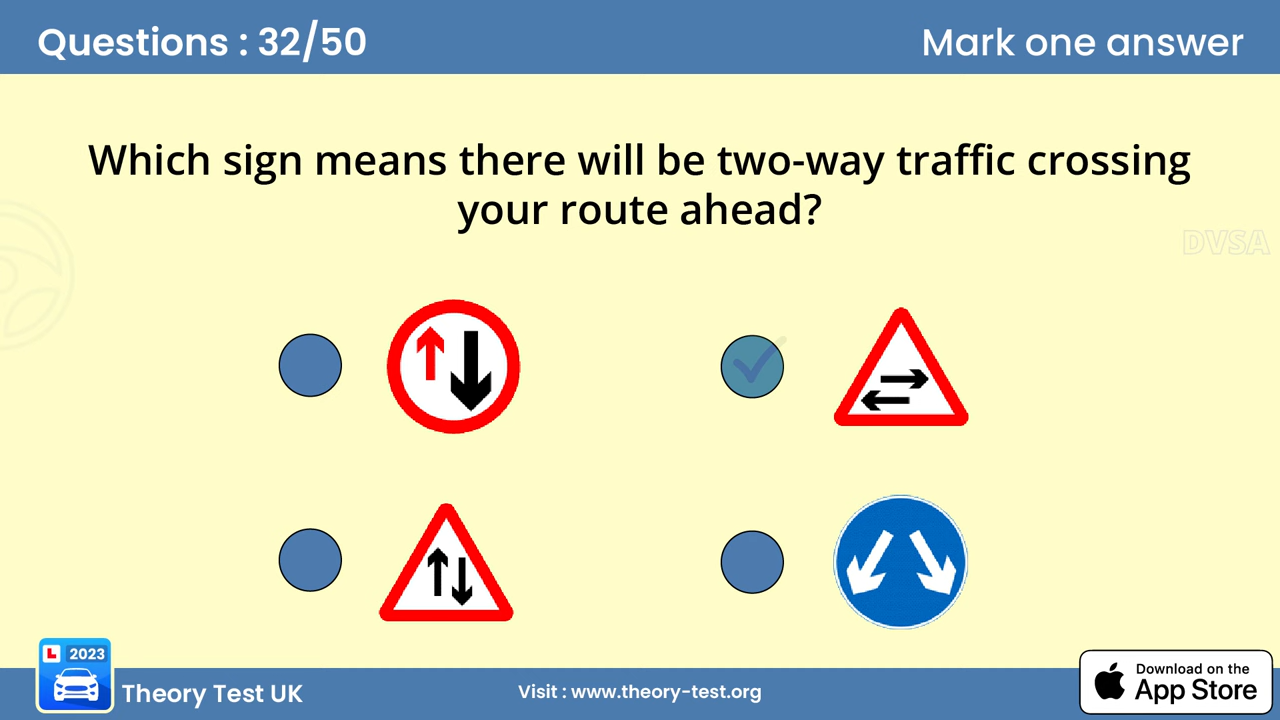 Questions : 32/50
Mark one answer
Which sign means there will be two-way traffic crossing
your route ahead?
DVSA
L 2023
Theory Test UK
Visit : www.theory-test.org
Download on the
App Store